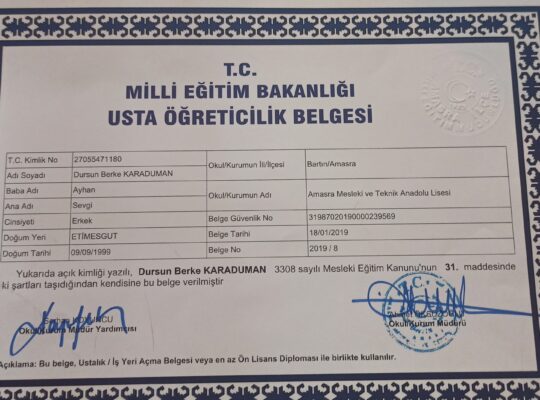 T.C.
MİLLİ EĞİTİM BAKANLIĞI
USTA ÖĞRETİCİLİK BELGESİ
T.C. Kimlik No 27055471180 Okul/Kurumun İli/İlçesi Bartın/Amasra
Adı Soyadı Dursun Berke KARADUMAN
Baba Adı Ayhan Okul/Kurumun Adı Amasra Mesleki ve Teknik Anadolu Lisesi
Ana Adı Sevgi
Cinsiyeti Erkek Belge Güvenlik No 31987020190000239569
Doğum Yeri ETİMESGUT Belge Tarihi 18/01/2019
Doğum Tarihi 09/09/1999 Belge No 2019 / 8
Yukarıda açık kimliği yazılı, Dursun Berke KARADUMAN 3308 sayılı Mesleki Eğitim Kanunu'nun 31. maddesinde
ki şartları taşıdığından kendisine bu belge verilmiştir
Okul/Kurum Müdür Yardımcısı
Okul/Kurum Müdürü
T.C.
Açıklama: Bu belge, Ustalık / İş Yeri Açma Belgesi veya en az Ön Lisans Diploması ile birlikte kullanılır.